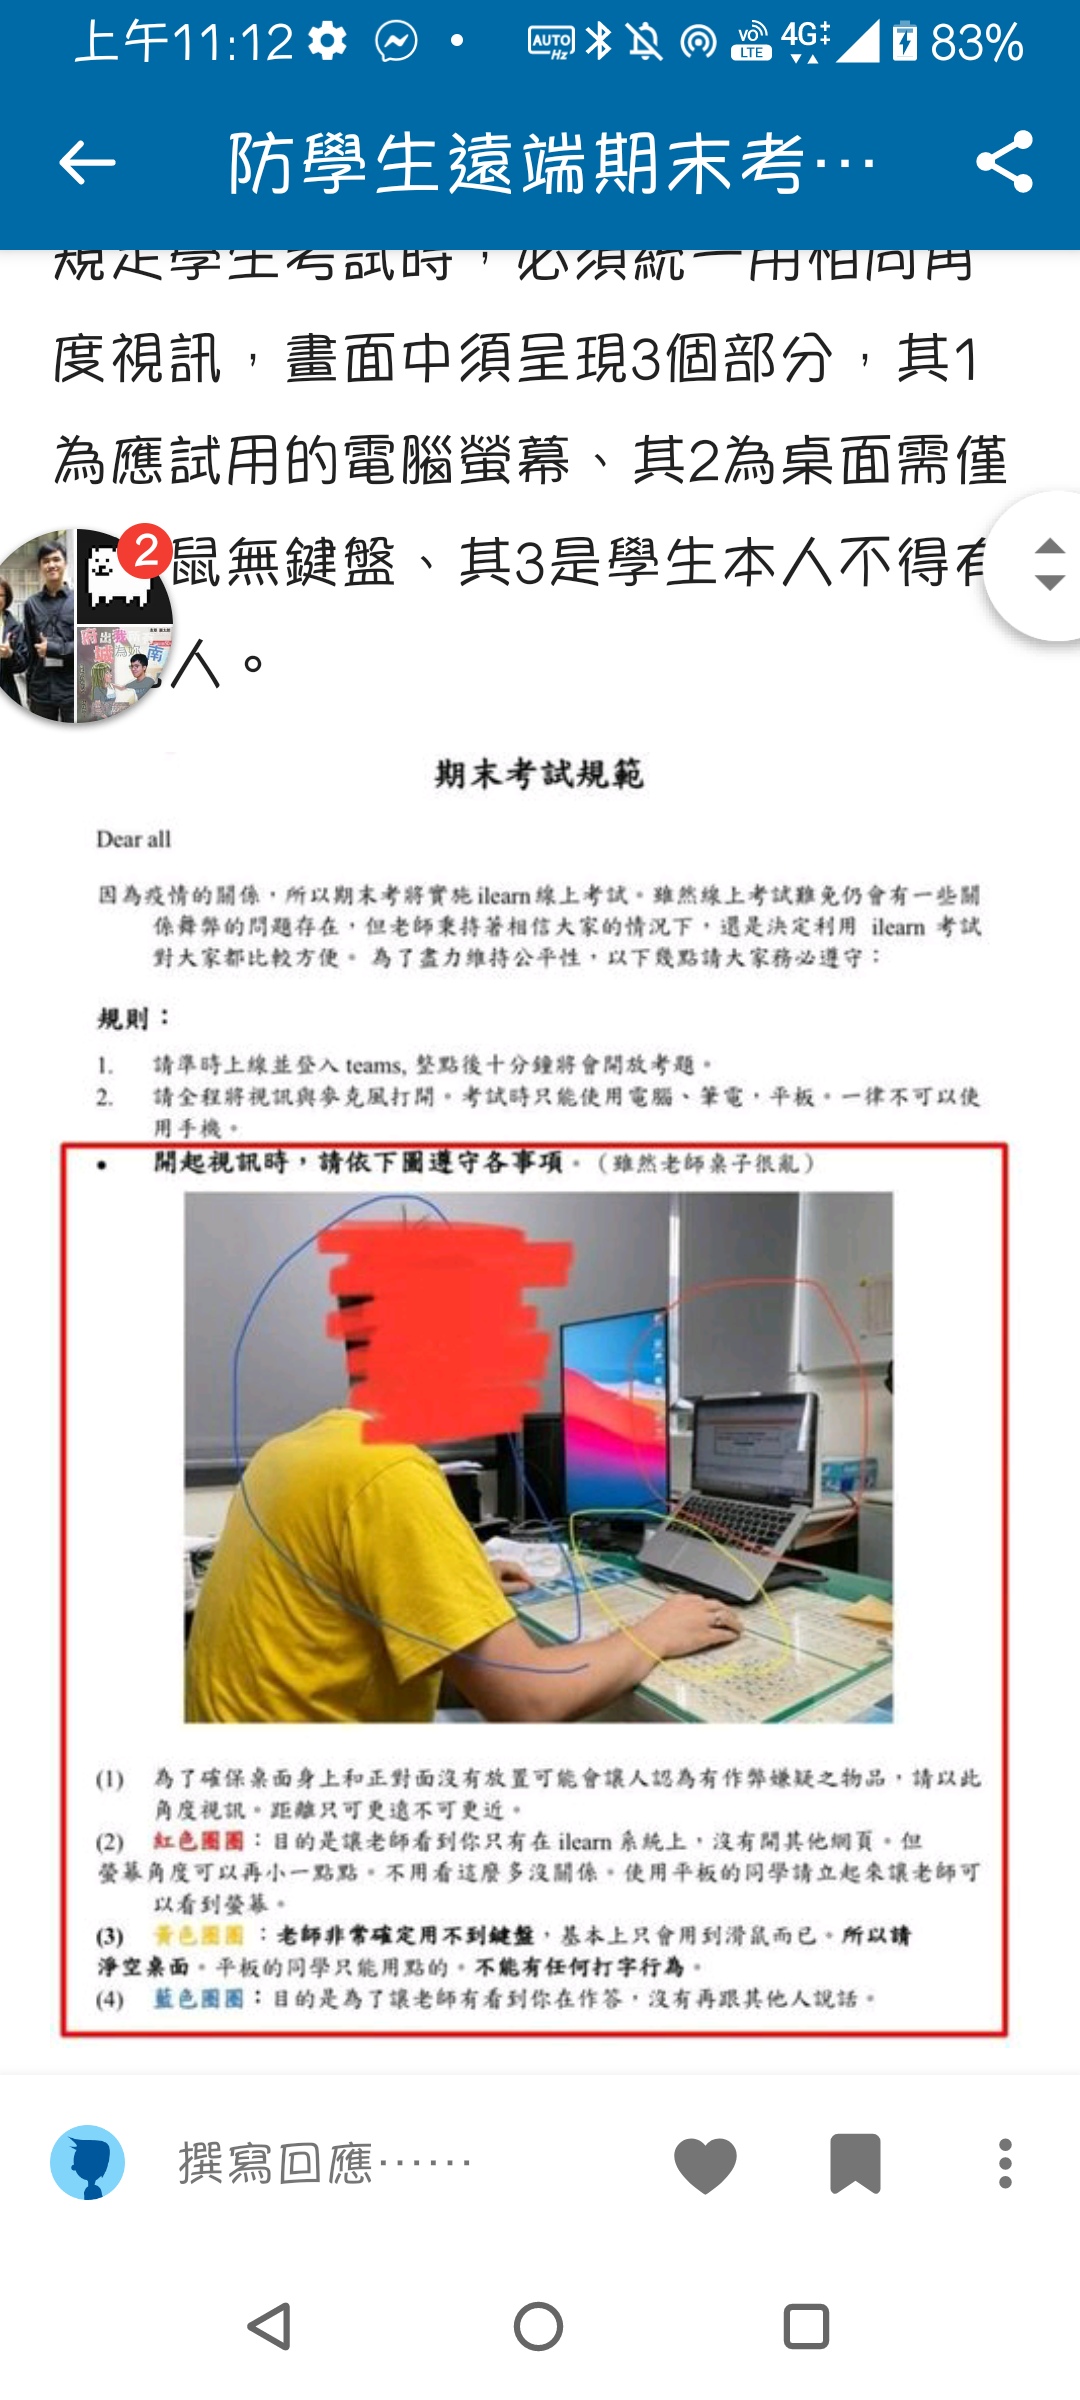 上午11:12
AUTO Hz
VO LTE
4G
83%
防學生遠端期末考…
規定學生考試時，必須統一用相同角
度視訊，畫面中須呈現3個部分，其1
為應試用的電腦螢幕、其2為桌面需僅
鼠無鍵盤、其3是學生本人不得有
人。
2
期末考試規範
Dear all
因為疫情的關係，所以期末考將實施 ilearn 線上考試。雖然線上考試難免仍會有一些關
係舞弊的問題存在，但老師秉持著相信大家的情況下，還是決定利用 ilearn 考試
對大家都比較方便。 為了盡力維持公平性，以下幾點請大家務必遵守：
規則：
1. 請準時上線並登入 teams, 整點後十分鐘將會開放考題。
2. 請全程將視訊與麥克風打開。考試時只能使用電腦、筆電，平板。一律不可以使
用手機。
• 開起視訊時，請依下圖遵守各事項。（雖然老師桌子很亂）
(1) 為了確保桌面身上和正對面沒有放置可能會讓人認為有作弊嫌疑之物品，請以此
角度視訊。距離只可更遠不可更近。
(2) 紅色圈圈：目的是讓老師看到你只有在 ilearn 系統上，沒有開其他網頁。但
螢幕角度可以再小一點點。不用看這麼多沒關係。使用平板的同學請立起來讓老師可
以看到螢幕。
(3) 黃色圈圈 ：老師非常確定用不到鍵盤，基本上只會用到滑鼠而已。所以請
淨空桌面。平板的同學只能用點的。不能有任何打字行為。
(4) 藍色圈圈：目的是為了讓老師有看到你在作答，沒有再跟其他人說話。
撰寫回應……